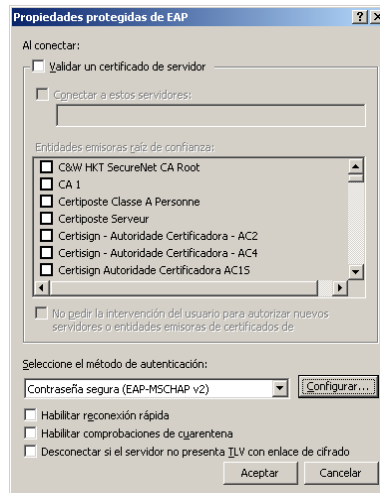 Propiedades protegidas de EAP
Al conectar:
Validar un certificado de servidor
Conectar a estos servidores:
Entidades emisoras raíz de confianza:
C&W HKT SecureNet CA Root
CA 1
Certiposte Classe A Personne
Certiposte Serveur
Certisign - Autoridade Certificadora - AC2
Certisign - Autoridade Certificadora - AC4
Certisign Autoridade Certificadora AC1S
No pedir la intervención del usuario para autorizar nuevos
servidores o entidades emisoras de certificados de
Seleccione el método de autenticación:
Contraseña segura (EAP-MSCHAP v2)
Configurar...
Habilitar reconexión rápida
Habilitar comprobaciones de cuarentena
Desconectar si el servidor no presenta TLV con enlace de cifrado
Aceptar
Cancelar